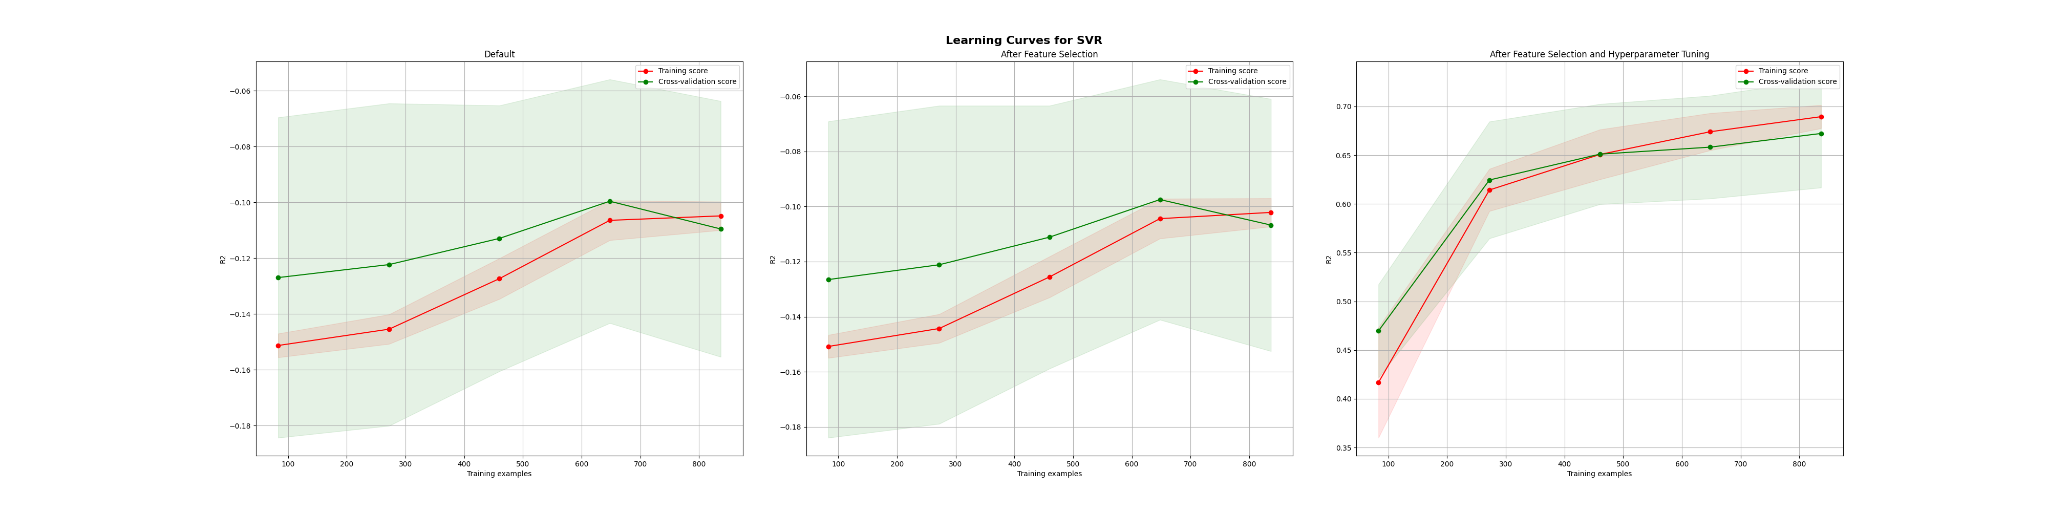 Learning Curves for SVR
Default
Training score
Cross-validation score
−0.06
−0.08
−0.10
−0.12
−0.14
−0.16
−0.18
R2
100 200 300 400 500 600 700 800
Training examples
After Feature Selection
Training score
Cross-validation score
−0.06
−0.08
−0.10
−0.12
−0.14
−0.16
−0.18
R2
100 200 300 400 500 600 700 800
Training examples
After Feature Selection and Hyperparameter Tuning
Training score
Cross-validation score
0.70
0.65
0.60
0.55
0.50
0.45
0.40
0.35
R2
100 200 300 400 500 600 700 800
Training examples